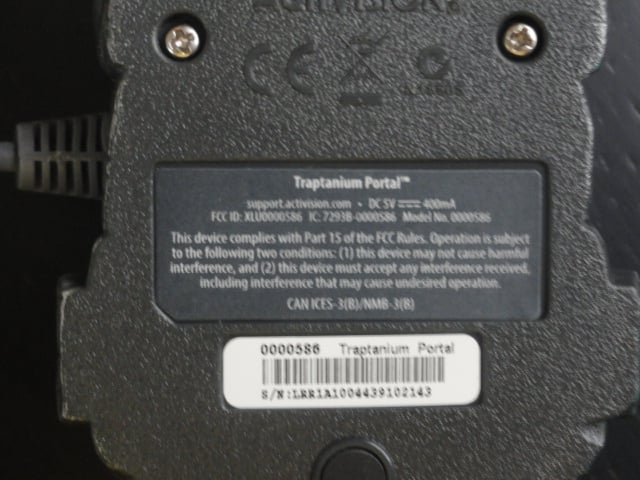 ACTIVISION.
CE
Traptanium Portal™
support.activision.com • DC 5V 400mA
FCC ID: XLU0000586 IC: 7293B-0000586 Model No. 0000586
This device complies with Part 15 of the FCC Rules. Operation is subject
to the following two conditions: (1) this device may not cause harmful
interference, and (2) this device must accept any interference received,
including interference that may cause undesired operation.
CAN ICES-3(B)/NMB-3(B)
0000586 Traptanium Portal
S/N:LRR1A1004439102143